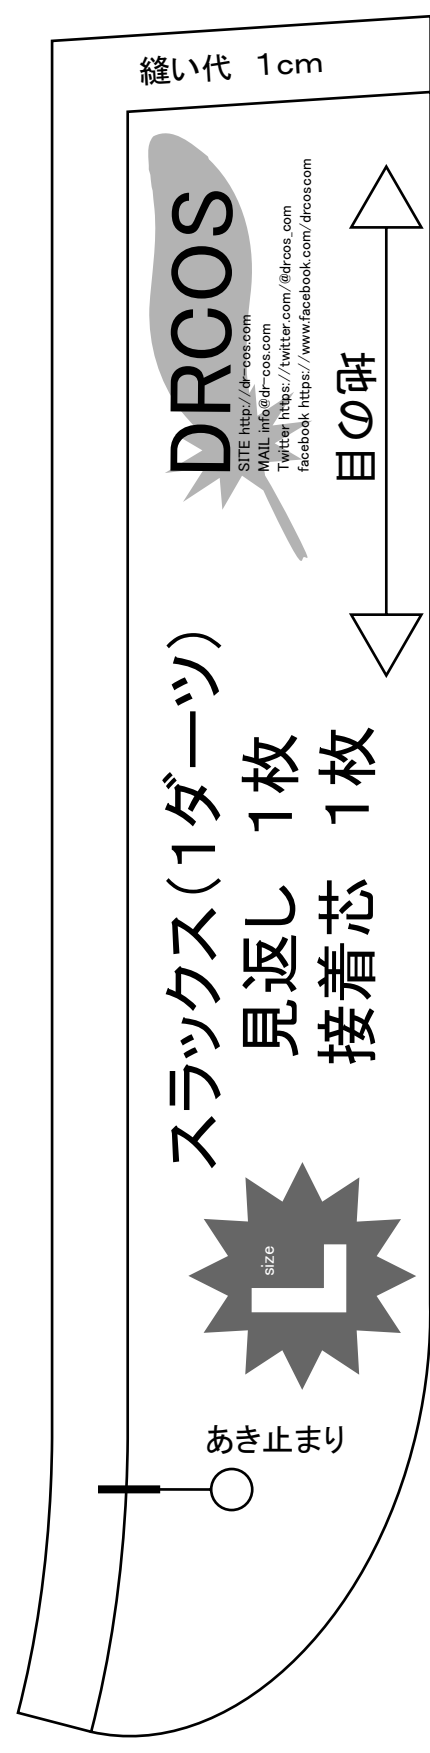 縫い代　1cm
DRCOS
SITE http://dr-cos.com
MAIL info@dr-cos.com
Twitter https://twitter.com/@drcos_com
facebook https://www.facebook.com/drcoscom
地の目
スラックス（1ダーツ）
見返し　1枚
接着芯　1枚
size
L
あき止まり